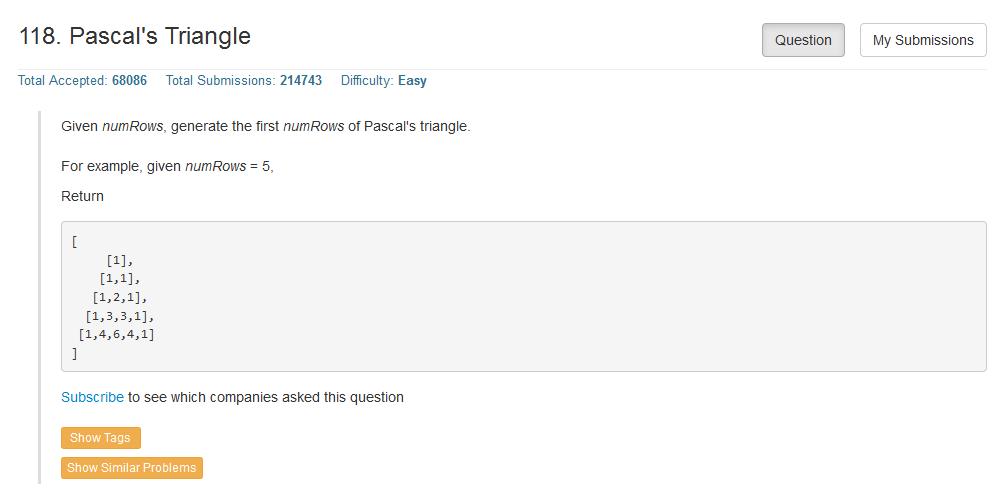 118. Pascal's Triangle
Question
My Submissions
Total Accepted: 68086 Total Submissions: 214743 Difficulty: Easy
Given numRows, generate the first numRows of Pascal's triangle.
For example, given numRows = 5,
Return
[
     [1],
    [1,1],
   [1,2,1],
  [1,3,3,1],
 [1,4,6,4,1]
]
Subscribe to see which companies asked this question
Show Tags
Show Similar Problems